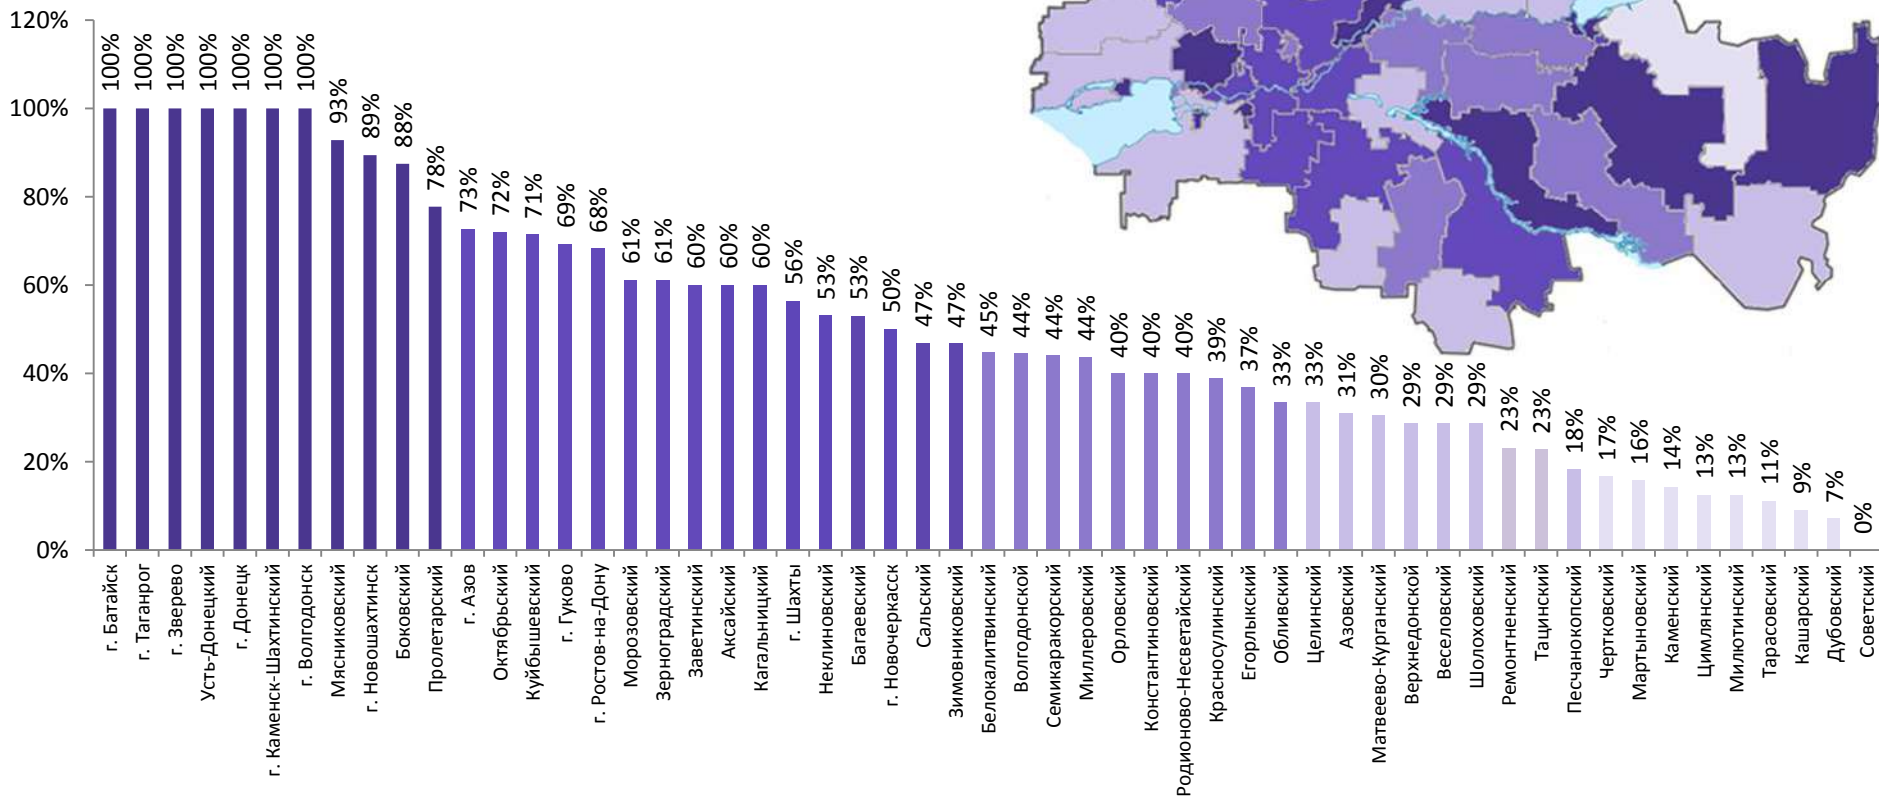 120%
100%
80%
60%
40%
20%
0%
100%
100%
100%
100%
100%
100%
100%
93%
89%
88%
78%
73%
72%
71%
69%
68%
61%
61%
60%
60%
60%
56%
53%
53%
50%
47%
47%
45%
44%
44%
44%
40%
40%
40%
39%
37%
33%
33%
31%
30%
29%
29%
29%
23%
23%
18%
17%
16%
14%
13%
13%
11%
9%
7%
0%
г. Батайск
г. Таганрог
г. Зверево
Усть-Донецкий
г. Донецк
г. Каменск-Шахтинский
г. Волгодонск
Мясниковский
г. Новошахтинск
Боковский
Пролетарский
г. Азов
Октябрьский
Куйбышевский
г. Гуково
г. Ростов-на-Дону
Морозовский
Зерноградский
Заветинский
Аксайский
Кагальницкий
г. Шахты
Неклиновский
Багаевский
г. Новочеркасск
Сальский
Зимовниковский
Белокалитвинский
Волгодонской
Семикаракорский
Миллеровский
Орловский
Константиновский
Родионово-Несветайский
Красносулинский
Егорлыкский
Обливский
Целинский
Азовский
Матвеево-Курганский
Верхнедонской
Веселовский
Шолоховский
Ремонтненский
Тацинский
Песчанокопский
Чертковский
Мартыновский
Каменский
Цимлянский
Милютинский
Тарасовский
Кашарский
Дубовский
Советский